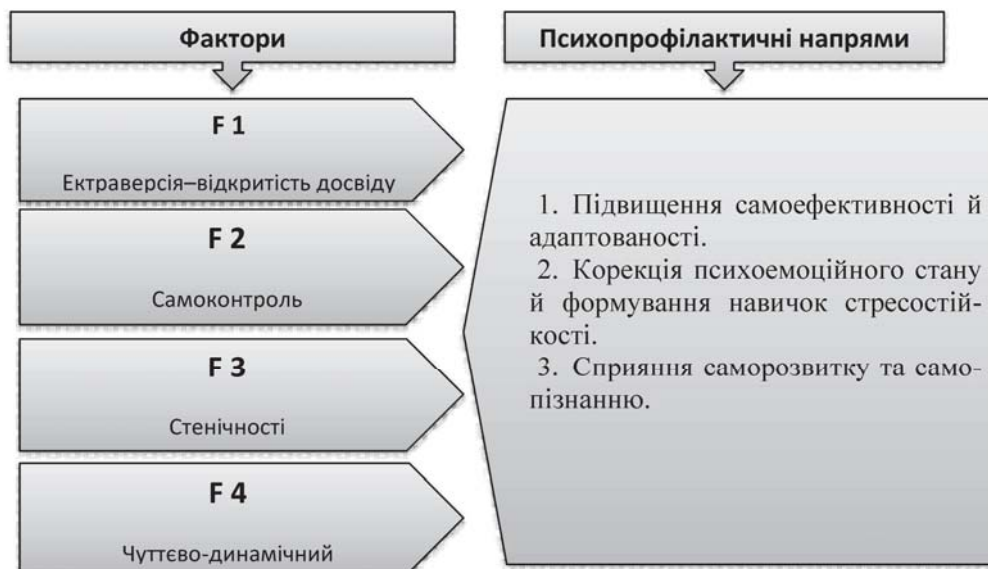 Фактори
F 1
Ектраверсія–відкритість досвіду
F 2
Самоконтроль
F 3
Стенічності
F 4
Чуттєво-динамічний
Психопрофілактичні напрями
1. Підвищення самоефективності й
адаптованості.
2. Корекція психоемоційного стану
й формування навичок стресостій-
кості.
3. Сприяння саморозвитку та само-
пізнанню.